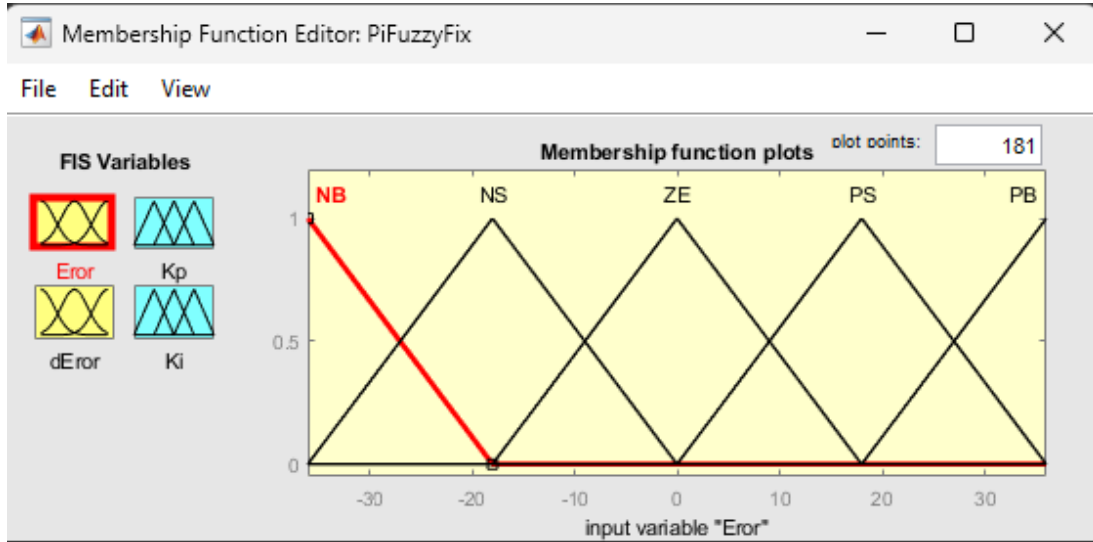 Membership Function Editor: PiFuzzyFix
File Edit View
FIS Variables
Eror Kp
dEror Ki
Membership function plots plot points: 181
NB NS ZE PS PB
1
0.5
0
-30 -20 -10 0 10 20 30
input variable "Eror"